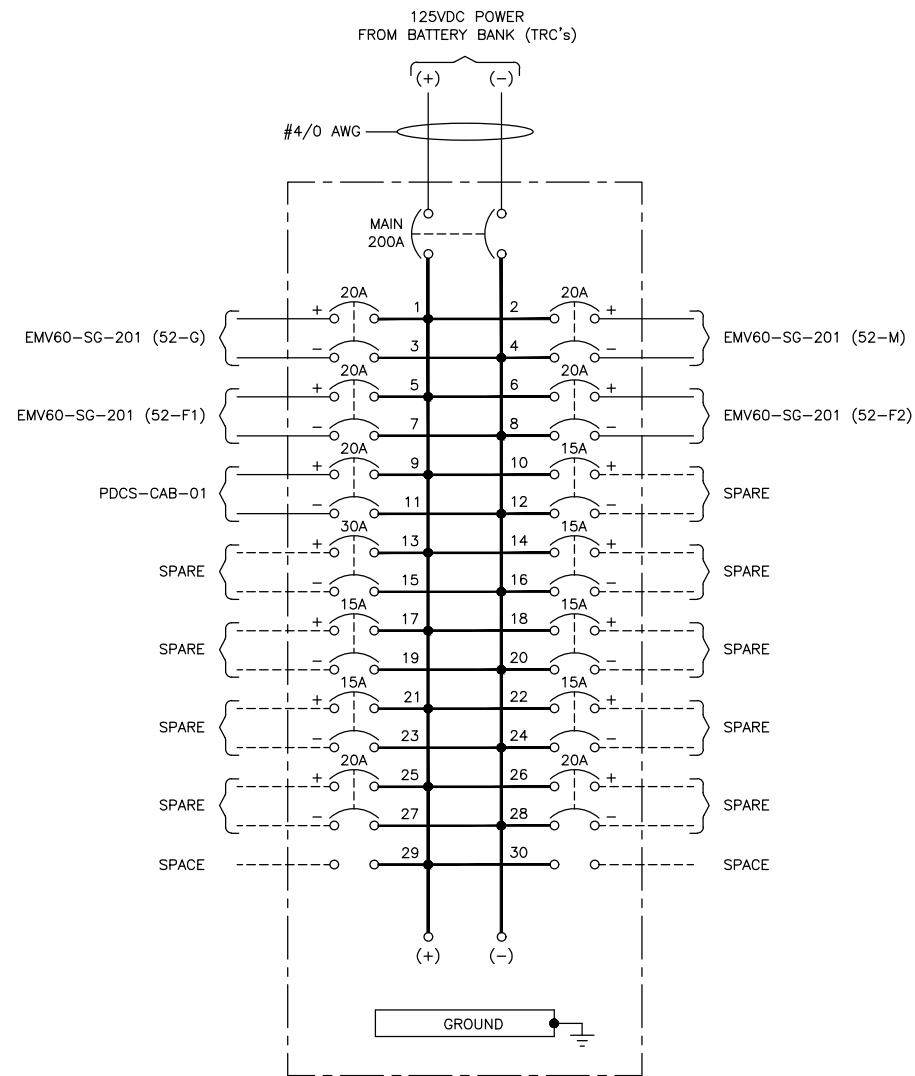 125VDC POWER
FROM BATTERY BANK (TRC's)
(+) (−)
#4/0 AWG
MAIN
200A
20A 20A
+ 1 2 +
EMV60-SG-201 (52-G) EMV60-SG-201 (52-M)
− 3 4 −
20A 20A
+ 5 6 +
EMV60-SG-201 (52-F1) EMV60-SG-201 (52-F2)
− 7 8 −
20A 15A
+ 9 10 +
PDCS-CAB-01 SPARE
− 11 12 −
30A 15A
+ 13 14 +
SPARE SPARE
− 15 16 −
15A 15A
+ 17 18 +
SPARE SPARE
− 19 20 −
15A 15A
+ 21 22 +
SPARE SPARE
− 23 24 −
20A 20A
+ 25 26 +
SPARE SPARE
− 27 28 −
SPACE 29 30 SPACE
(+) (−)
GROUND